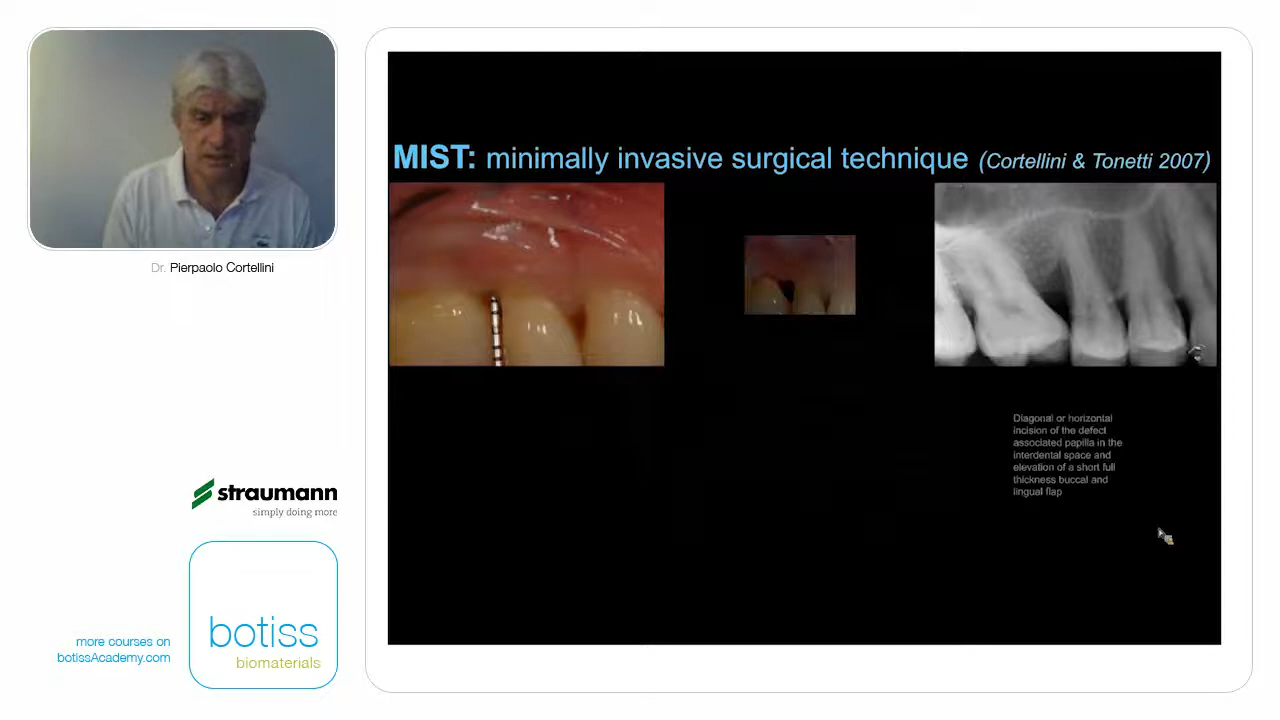 MIST: minimally invasive surgical technique (Cortellini & Tonetti 2007)
Dr. Pierpaolo Cortellini
Diagonal or horizontal
incision of the defect
associated papilla in the
interdental space and
elevation of a short full
thickness buccal and
lingual flap
straumann
simply doing more
botiss
biomaterials
more courses on
botissAcademy.com